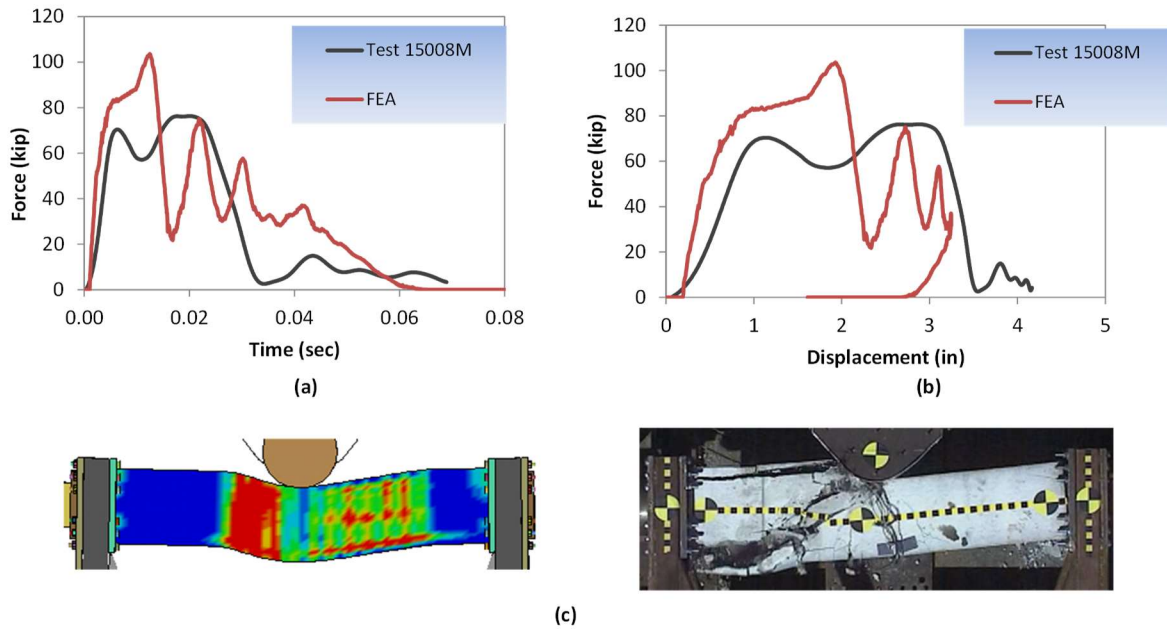 120
100
80
60
40
20
0
Force (kip)
Test 15008M
FEA
0.00
0.02
0.04
0.06
0.08
Time (sec)
(a)
120
100
80
60
40
20
0
Force (kip)
Test 15008M
FEA
0
1
2
3
4
5
Displacement (in)
(b)
(c)